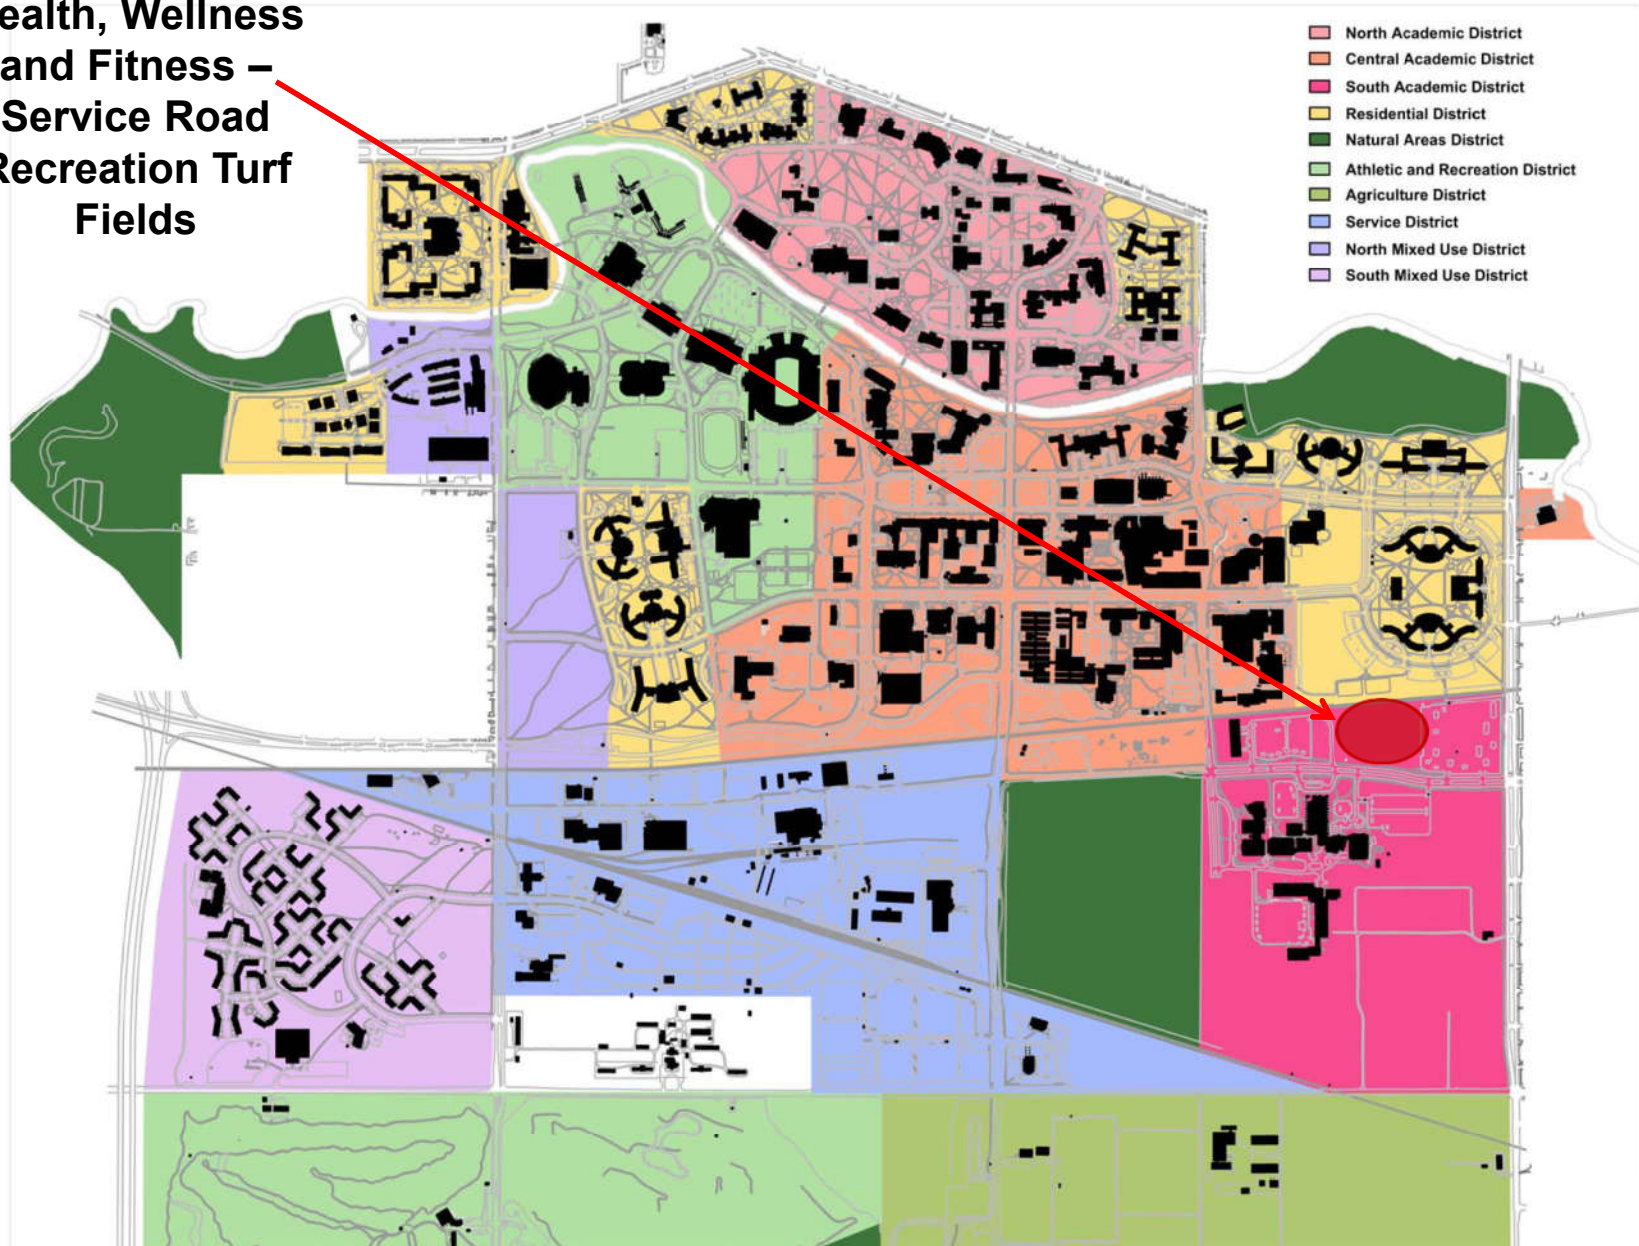 ealth, Wellness
and Fitness –
Service Road
Recreation Turf
Fields
North Academic District
Central Academic District
South Academic District
Residential District
Natural Areas District
Athletic and Recreation District
Agriculture District
Service District
North Mixed Use District
South Mixed Use District